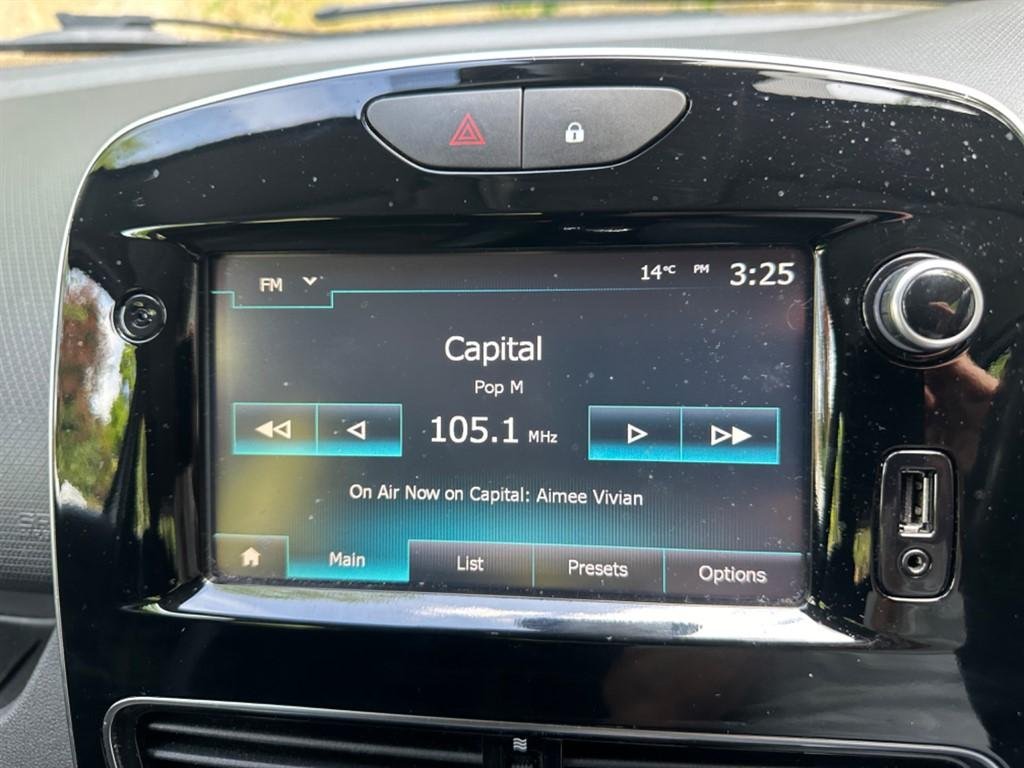 FM 14°C PM 3:25
Capital
Pop M
105.1 MHz
On Air Now on Capital: Aimee Vivian
Main List Presets Options